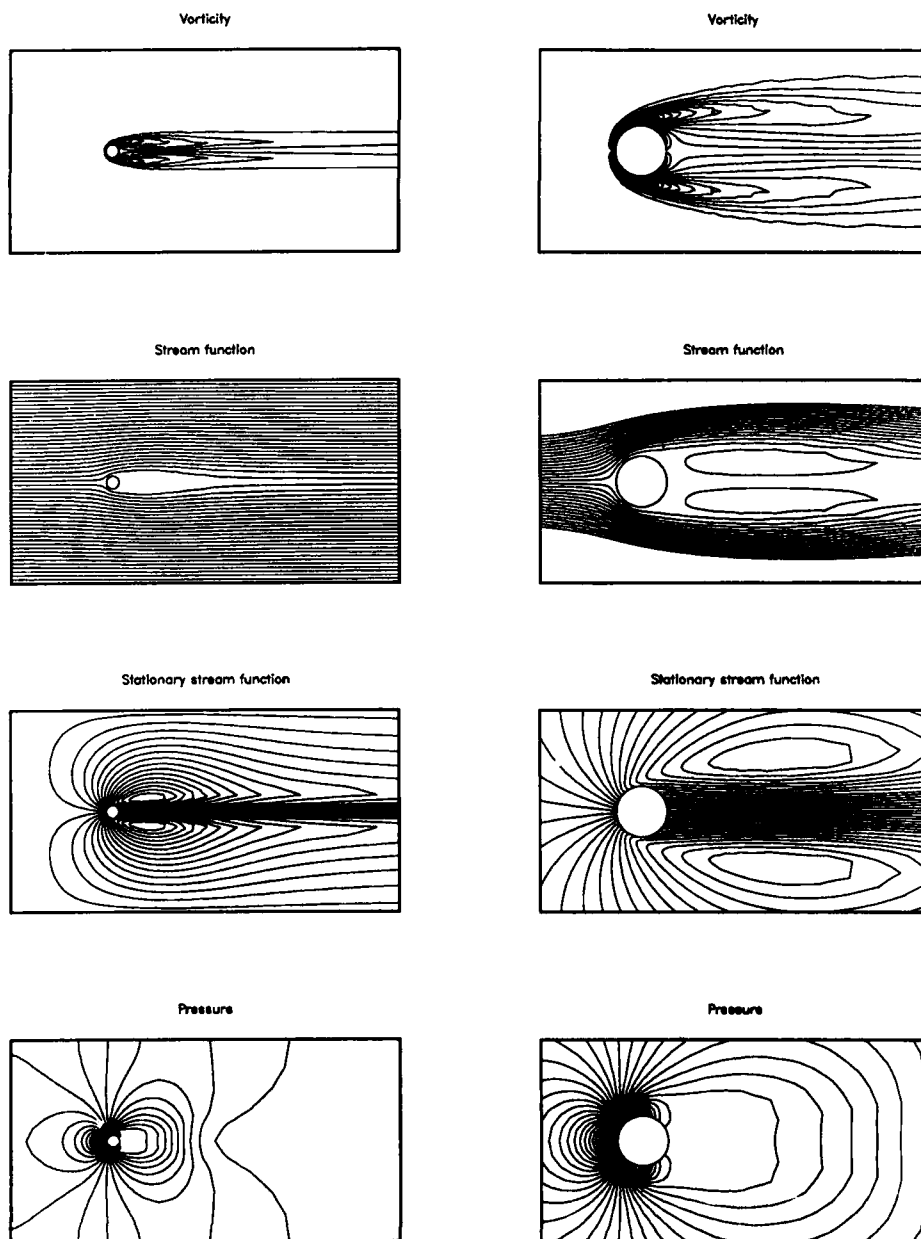 Vorticity
Vorticity
Stream function
Stream function
Stationary stream function
Stationary stream function
Pressure
Pressure